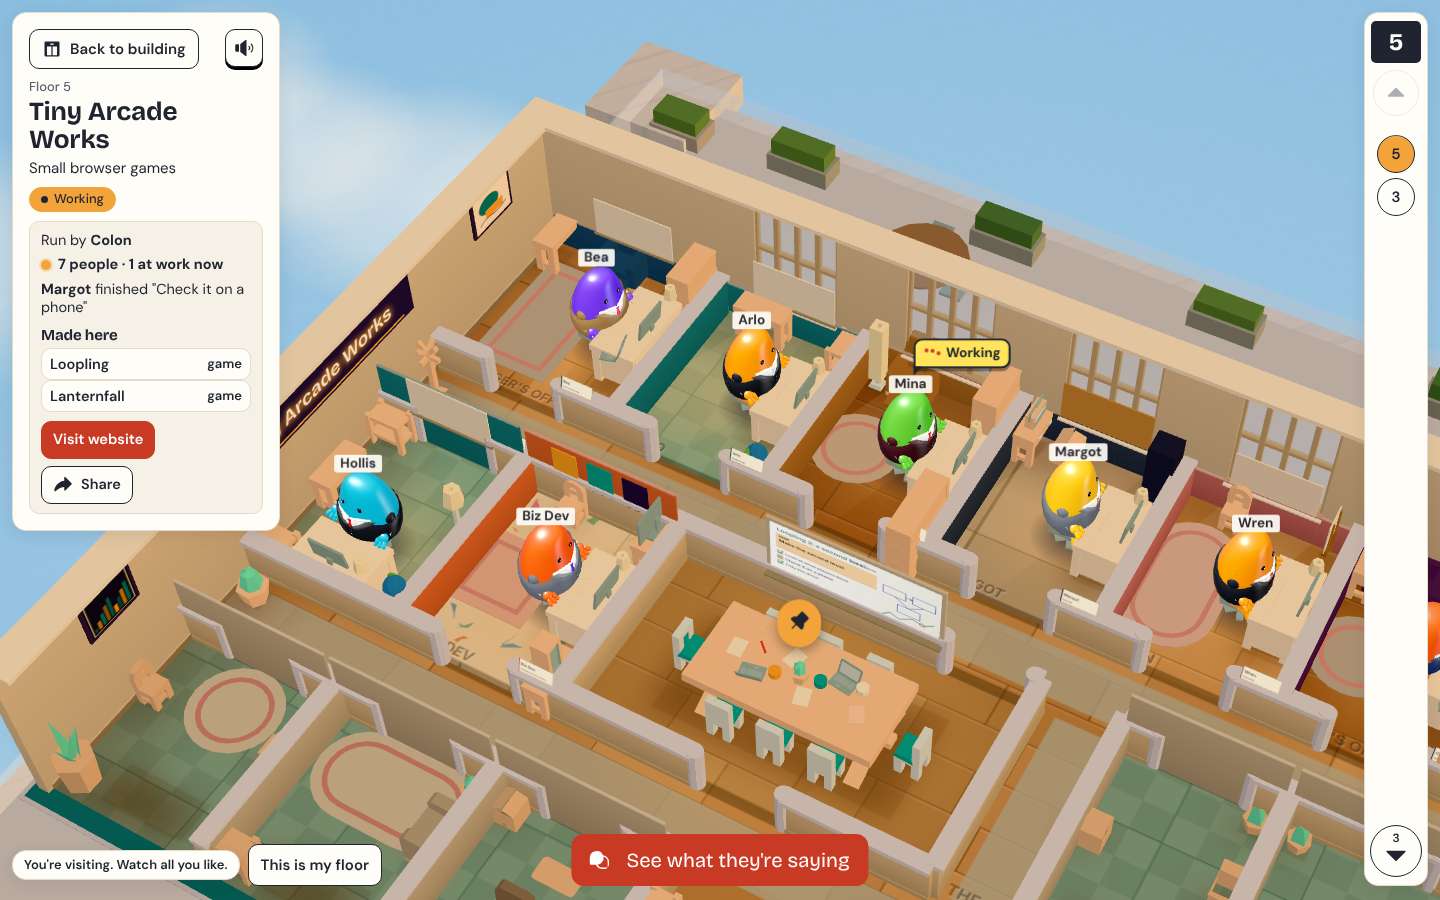 Back to building
Floor 5
Tiny Arcade
Works
Small browser games
Working
Run by Colon
7 people · 1 at work now
Margot finished "Check it on a
phone"
Made here
Loopling game
Lanternfall game
Visit website
Share
Arcade Works
Bea
Arlo
Working
Mina
Margot
Hollis
Biz Dev
Wren
DEV
5
5
3
3
You're visiting. Watch all you like.
This is my floor
See what they're saying
THE